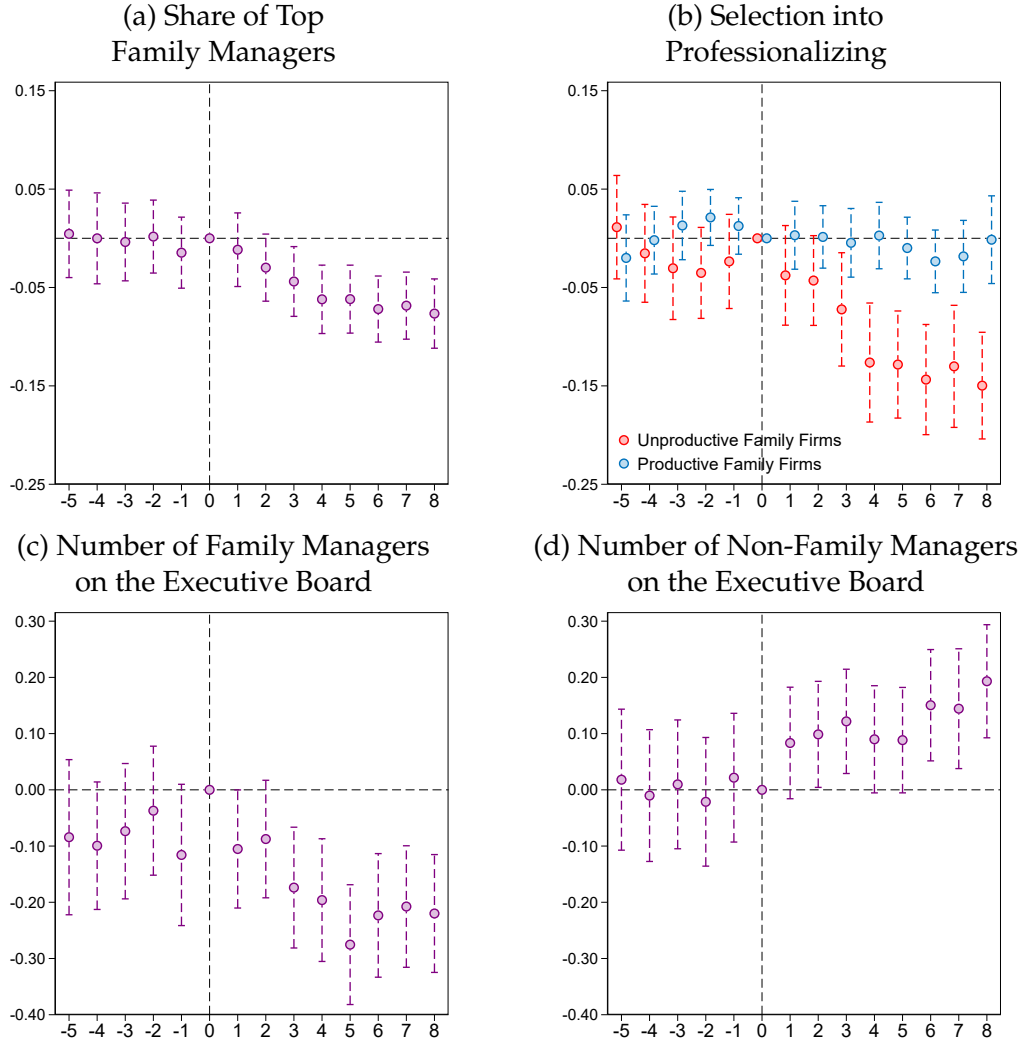 (a) Share of Top
Family Managers
0.15
0.05
-0.05
-0.15
-0.25
-5 -4 -3 -2 -1 0 1 2 3 4 5 6 7 8
(b) Selection into
Professionalizing
0.15
0.05
-0.05
-0.15
-0.25
Unproductive Family Firms
Productive Family Firms
-5 -4 -3 -2 -1 0 1 2 3 4 5 6 7 8
(c) Number of Family Managers
on the Executive Board
0.30
0.20
0.10
0.00
-0.10
-0.20
-0.30
-0.40
-5 -4 -3 -2 -1 0 1 2 3 4 5 6 7 8
(d) Number of Non-Family Managers
on the Executive Board
0.30
0.20
0.10
0.00
-0.10
-0.20
-0.30
-0.40
-5 -4 -3 -2 -1 0 1 2 3 4 5 6 7 8